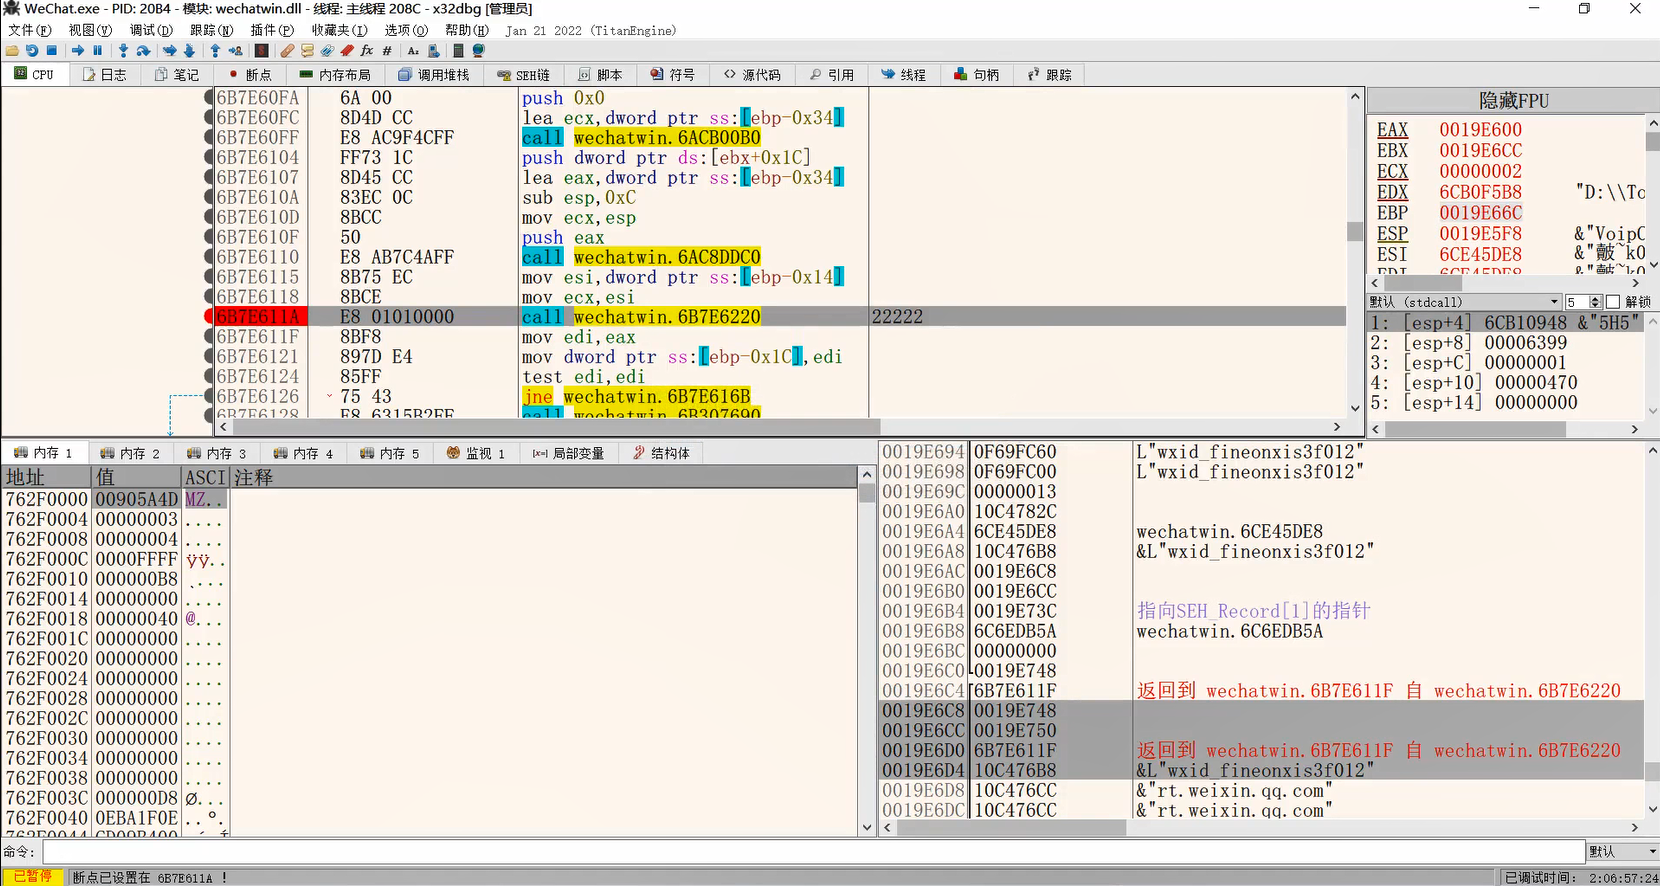 WeChat.exe - PID: 20B4 - 模块: wechatwin.dll - 线程: 主线程 208C - x32dbg [管理员]
文件(F) 视图(V) 调试(D) 跟踪(N) 插件(P) 收藏夹(I) 选项(O) 帮助(H) Jan 21 2022 (TitanEngine)
CPU 日志 笔记 断点 内存布局 调用堆栈 SEH链 脚本 符号 源代码 引用 线程 句柄 跟踪
6B7E60FA 6A 00 push 0x0
6B7E60FC 8D4D CC lea ecx,dword ptr ss:[ebp-0x34]
6B7E60FF E8 AC9F4CFF call wechatwin.6ACB00B0
6B7E6104 FF73 1C push dword ptr ds:[ebx+0x1C]
6B7E6107 8D45 CC lea eax,dword ptr ss:[ebp-0x34]
6B7E610A 83EC 0C sub esp,0xC
6B7E610D 8BCC mov ecx,esp
6B7E610F 50 push eax
6B7E6110 E8 AB7C4AFF call wechatwin.6AC8DDC0
6B7E6115 8B75 EC mov esi,dword ptr ss:[ebp-0x14]
6B7E6118 8BCE mov ecx,esi
6B7E611A E8 01010000 call wechatwin.6B7E6220 22222
6B7E611F 8BF8 mov edi,eax
6B7E6121 897D E4 mov dword ptr ss:[ebp-0x1C],edi
6B7E6124 85FF test edi,edi
6B7E6126 75 43 jne wechatwin.6B7E616B
6B7E6128 E8 6315B2FF call wechatwin.6B307690
隐藏FPU
EAX 0019E600
EBX 0019E6CC
ECX 00000002
EDX 6CB0F5B8 "D:\\To
EBP 0019E66C
ESP 0019E5F8 &"VoipC
ESI 6CE45DE8 &"皾~kO
EDI 6CE45DE8
默认 (stdcall) 5 解锁
1: [esp+4] 6CB10948 &"5H5"
2: [esp+8] 00006399
3: [esp+C] 00000001
4: [esp+10] 00000470
5: [esp+14] 00000000
内存 1 内存 2 内存 3 内存 4 内存 5 监视 1 局部变量 结构体
地址 值 ASCI 注释
762F0000 00905A4D MZ..
762F0004 00000003 ....
762F0008 00000004 ....
762F000C 0000FFFF ÿÿ..
762F0010 000000B8 ¸...
762F0014 00000000 ....
762F0018 00000040 @...
762F001C 00000000 ....
762F0020 00000000 ....
762F0024 00000000 ....
762F0028 00000000 ....
762F002C 00000000 ....
762F0030 00000000 ....
762F0034 00000000 ....
762F0038 00000000 ....
762F003C 000000D8 Ø...
762F0040 0EBA1F0E ..º.
762F0044 CD09B400
0019E694 0F69FC60 L"wxid_fineonxis3f012"
0019E698 0F69FC00 L"wxid_fineonxis3f012"
0019E69C 00000013
0019E6A0 10C4782C
0019E6A4 6CE45DE8 wechatwin.6CE45DE8
0019E6A8 10C476B8 &L"wxid_fineonxis3f012"
0019E6AC 0019E6C8
0019E6B0 0019E6CC
0019E6B4 0019E73C 指向SEH_Record[1]的指针
0019E6B8 6C6EDB5A wechatwin.6C6EDB5A
0019E6BC 00000000
0019E6C0 0019E748
0019E6C4 6B7E611F 返回到 wechatwin.6B7E611F 自 wechatwin.6B7E6220
0019E6C8 0019E748
0019E6CC 0019E750
0019E6D0 6B7E611F 返回到 wechatwin.6B7E611F 自 wechatwin.6B7E6220
0019E6D4 10C476B8 &L"wxid_fineonxis3f012"
0019E6D8 10C476CC &"rt.weixin.qq.com"
0019E6DC 10C476CC &"rt.weixin.qq.com"
命令: 默认
已暂停 断点已设置在 6B7E611A ! 已调试时间: 2:06:57:24